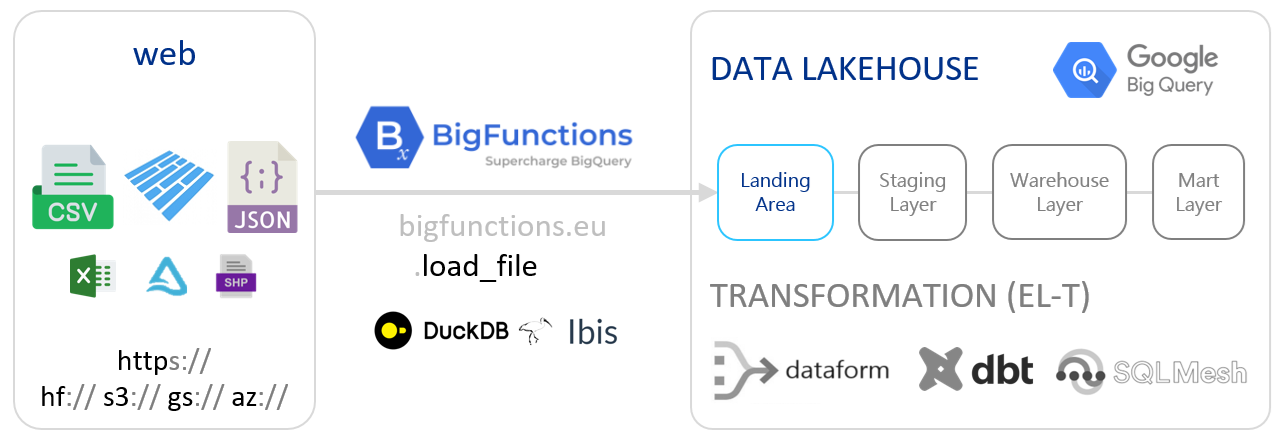 web
CSV
{;}
JSON
X
SHP
https://
hf:// s3:// gs:// az://
Bx
BigFunctions
Supercharge BigQuery
bigfunctions.eu
.load_file
DuckDB
Ibis
DATA LAKEHOUSE
Google
Big Query
Landing
Area
Staging
Layer
Warehouse
Layer
Mart
Layer
TRANSFORMATION (EL-T)
dataform
dbt
SQLMesh